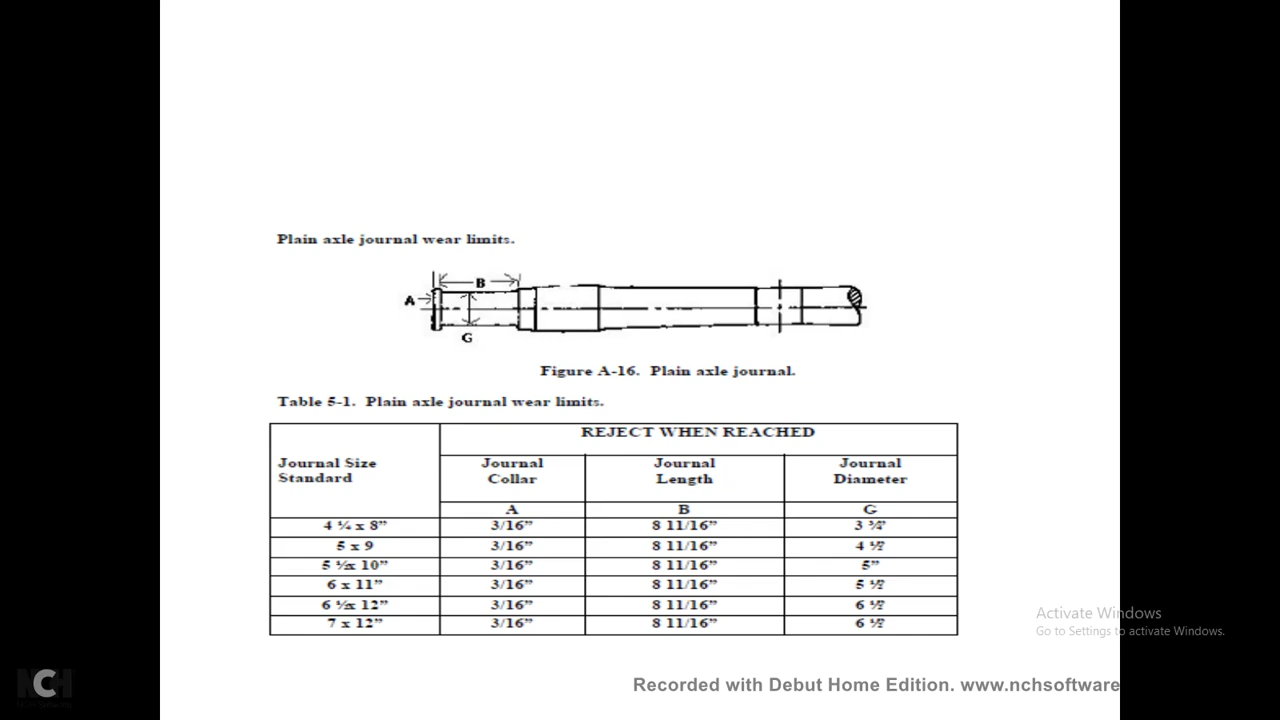 Plain axle journal wear limits.
B
A
G
Figure A-16. Plain axle journal.
Table 5-1. Plain axle journal wear limits.
REJECT WHEN REACHED
Journal Size Standard
Journal Collar
Journal Length
Journal Diameter
A B G
4 ¼ x 8” 3/16” 8 11/16” 3 ¾”
5 x 9 3/16” 8 11/16” 4 ½”
5 ½x 10” 3/16” 8 11/16” 5”
6 x 11” 3/16” 8 11/16” 5 ½”
6 ½x 12” 3/16” 8 11/16” 6 ½”
7 x 12” 3/16” 8 11/16” 6 ½”
Activate Windows
Go to Settings to activate Windows.
NCH
Recorded with Debut Home Edition. www.nchsoftware